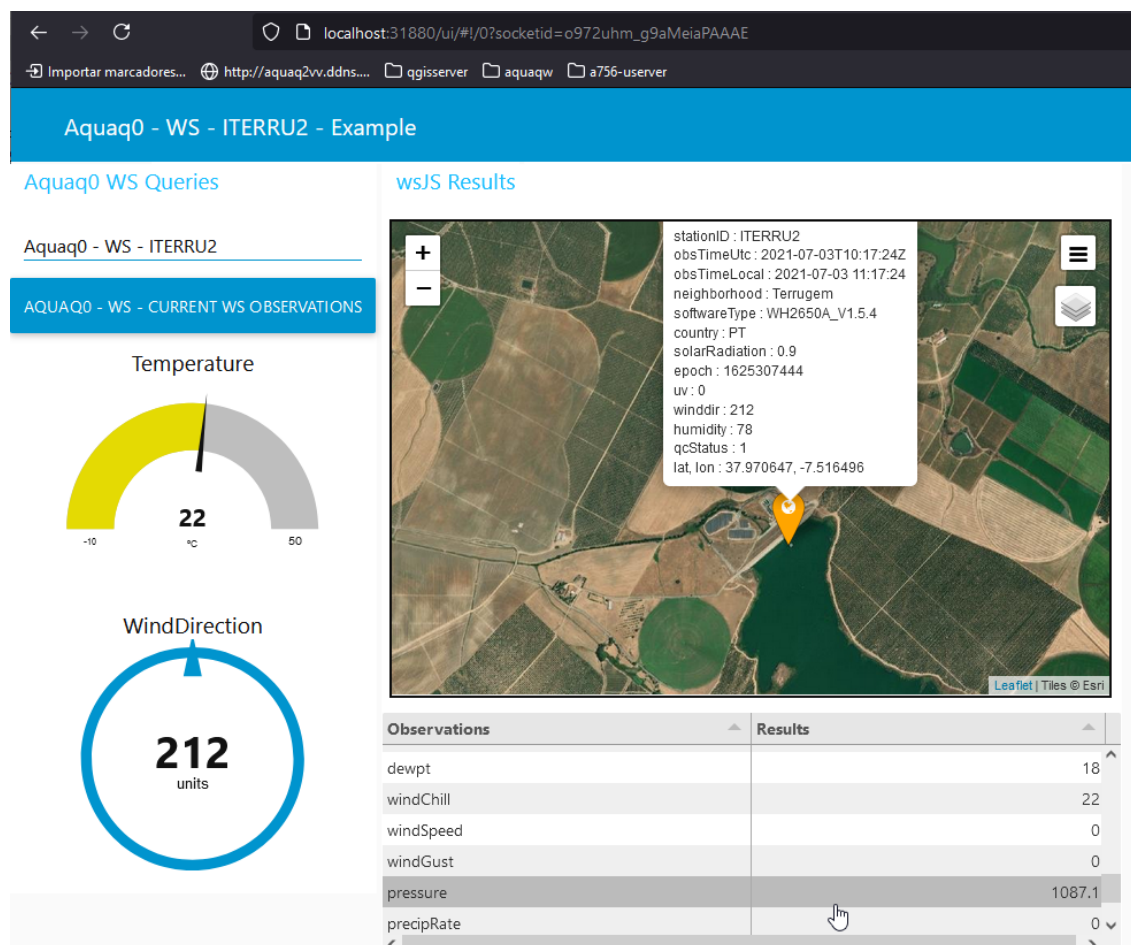 localhost:31880/ui/#!/0?socketid=o972uhm_g9aMeiaPAAAE
Importar marcadores... http://aquaq2vv.ddns.... qgisserver aquaqw a756-userver
Aquaq0 - WS - ITERRU2 - Example
Aquaq0 WS Queries
Aquaq0 - WS - ITERRU2
AQUAQ0 - WS - CURRENT WS OBSERVATIONS
Temperature
22
-10 ºC 50
WindDirection
212
units
wsJS Results
+
−
stationID : ITERRU2
obsTimeUtc : 2021-07-03T10:17:24Z
obsTimeLocal : 2021-07-03 11:17:24
neighborhood : Terrugem
softwareType : WH2650A_V1.5.4
country : PT
solarRadiation : 0.9
epoch : 1625307444
uv : 0
winddir : 212
humidity : 78
qcStatus : 1
lat, lon : 37.970647, -7.516496
Leaflet | Tiles © Esri
Observations Results
dewpt 18
windChill 22
windSpeed 0
windGust 0
pressure 1087.1
precipRate 0